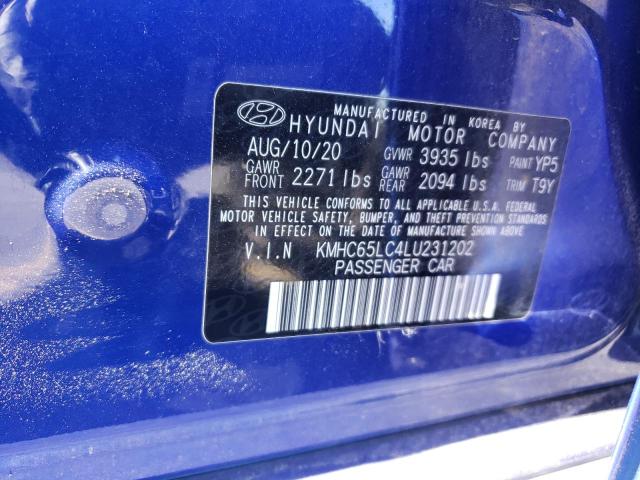 MANUFACTURED IN KOREA BY
HYUNDAI MOTOR COMPANY
AUG/10/20 GVWR 3935 lbs PAINT YP5
GAWR FRONT 2271 lbs GAWR REAR 2094 lbs TRIM T9Y
THIS VEHICLE CONFORMS TO ALL APPLICABLE U.S.A. FEDERAL
MOTOR VEHICLE SAFETY, BUMPER, AND THEFT PREVENTION
STANDARDS IN EFFECT ON THE DATE OF
MANUFACTURE SHOWN ABOVE.
V.I.N KMHC65LC4LU231202
PASSENGER CAR